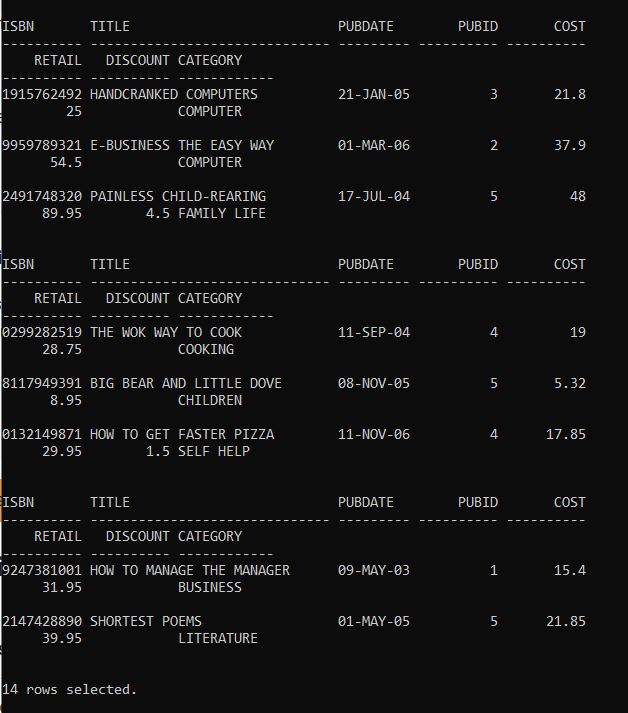 ISBN       TITLE                          PUBDATE        PUBID       COST
---------- ------------------------------ --------- ---------- ----------
    RETAIL   DISCOUNT CATEGORY
---------- ---------- ------------
1915762492 HANDCRANKED COMPUTERS          21-JAN-05          3       21.8
        25            COMPUTER
9959789321 E-BUSINESS THE EASY WAY        01-MAR-06          2       37.9
      54.5            COMPUTER
2491748320 PAINLESS CHILD-REARING         17-JUL-04          5         48
     89.95        4.5 FAMILY LIFE
ISBN       TITLE                          PUBDATE        PUBID       COST
---------- ------------------------------ --------- ---------- ----------
    RETAIL   DISCOUNT CATEGORY
---------- ---------- ------------
0299282519 THE WOK WAY TO COOK            11-SEP-04          4         19
     28.75            COOKING
8117949391 BIG BEAR AND LITTLE DOVE       08-NOV-05          5       5.32
      8.95            CHILDREN
0132149871 HOW TO GET FASTER PIZZA        11-NOV-06          4      17.85
     29.95        1.5 SELF HELP
ISBN       TITLE                          PUBDATE        PUBID       COST
---------- ------------------------------ --------- ---------- ----------
    RETAIL   DISCOUNT CATEGORY
---------- ---------- ------------
9247381001 HOW TO MANAGE THE MANAGER      09-MAY-03          1       15.4
     31.95            BUSINESS
2147428890 SHORTEST POEMS                 01-MAY-05          5      21.85
     39.95            LITERATURE
14 rows selected.